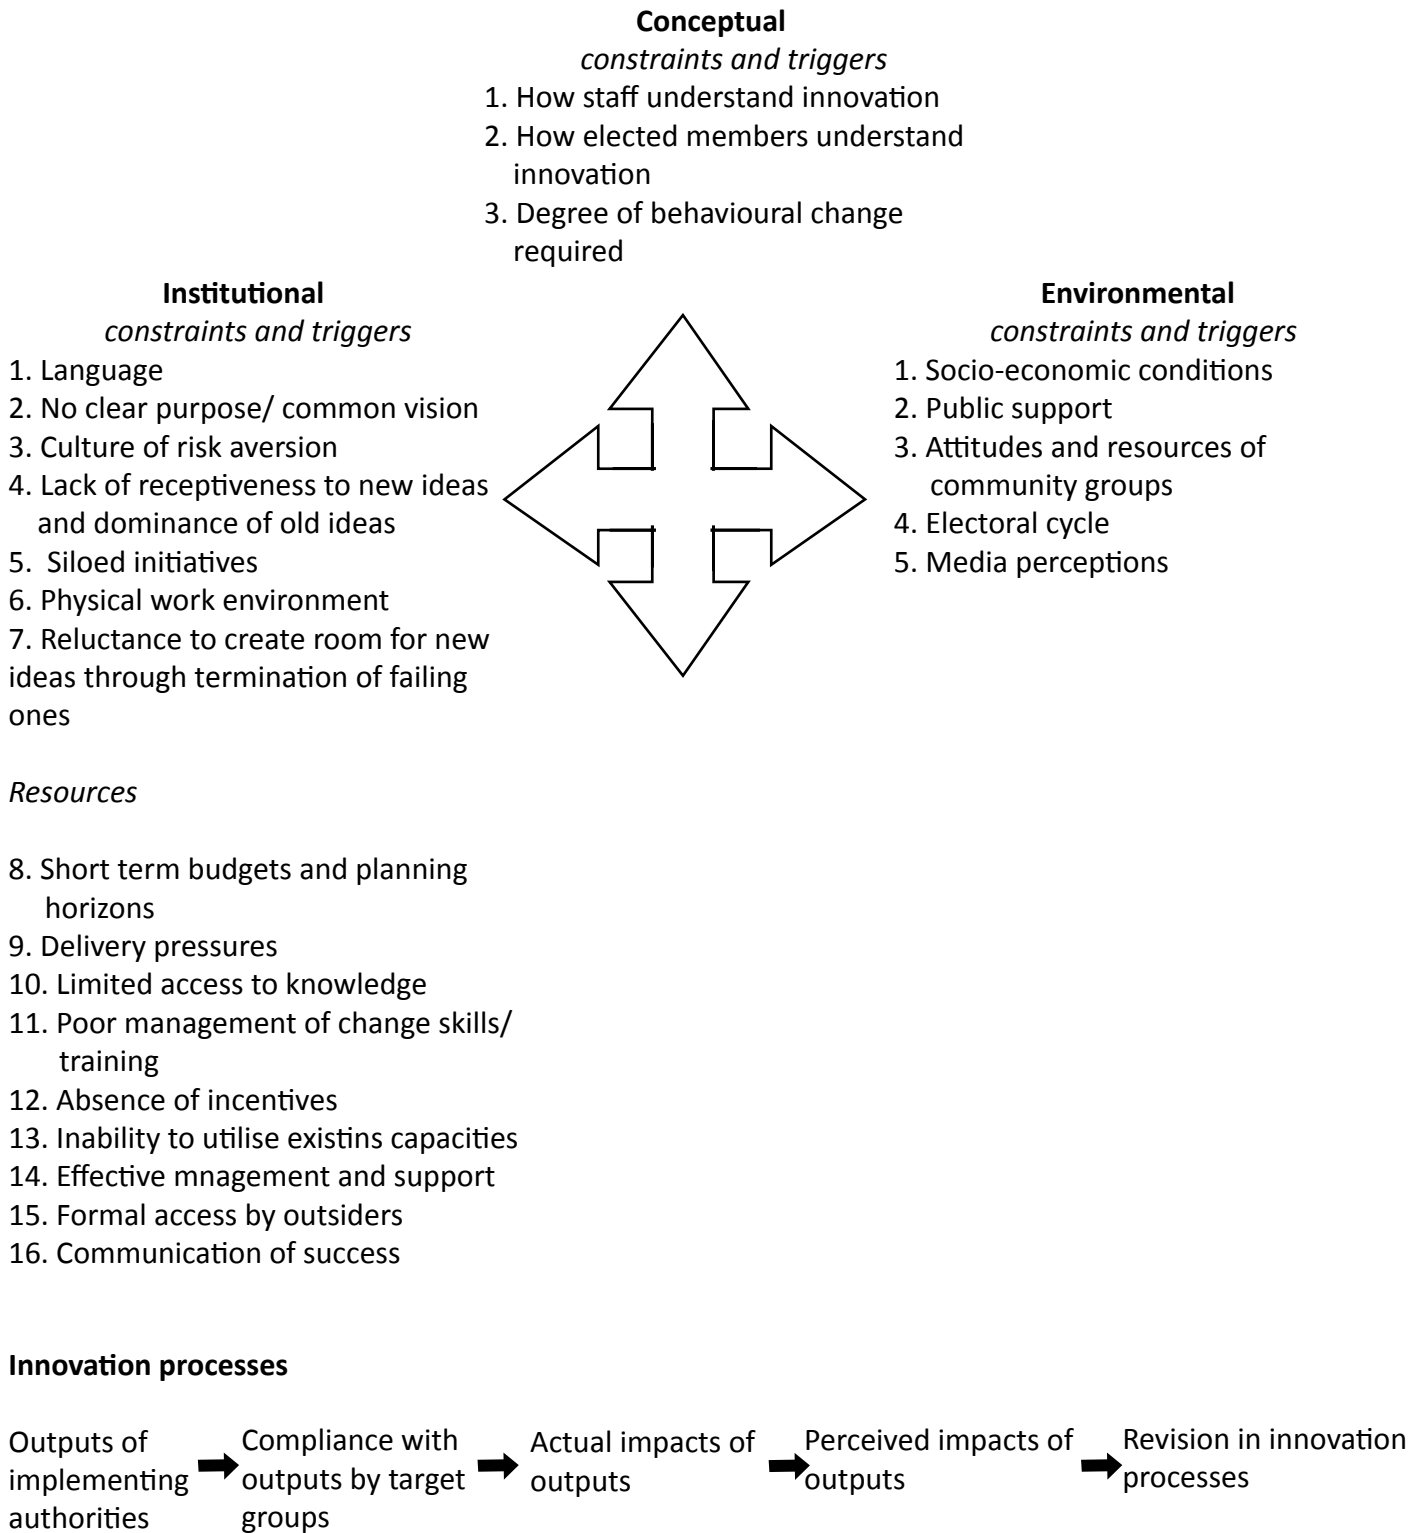 Conceptual
constraints and triggers
1. How staff understand innovation
2. How elected members understand
innovation
3. Degree of behavioural change
required
Institutional
constraints and triggers
1. Language
2. No clear purpose/ common vision
3. Culture of risk aversion
4. Lack of receptiveness to new ideas
and dominance of old ideas
5. Siloed initiatives
6. Physical work environment
7. Reluctance to create room for new
ideas through termination of failing
ones
Resources
8. Short term budgets and planning
horizons
9. Delivery pressures
10. Limited access to knowledge
11. Poor management of change skills/
training
12. Absence of incentives
13. Inability to utilise existins capacities
14. Effective mnagement and support
15. Formal access by outsiders
16. Communication of success
Environmental
constraints and triggers
1. Socio-economic conditions
2. Public support
3. Attitudes and resources of
community groups
4. Electoral cycle
5. Media perceptions
Innovation processes
Outputs of
implementing
authorities
Compliance with
outputs by target
groups
Actual impacts of
outputs
Perceived impacts of
outputs
Revision in innovation
processes